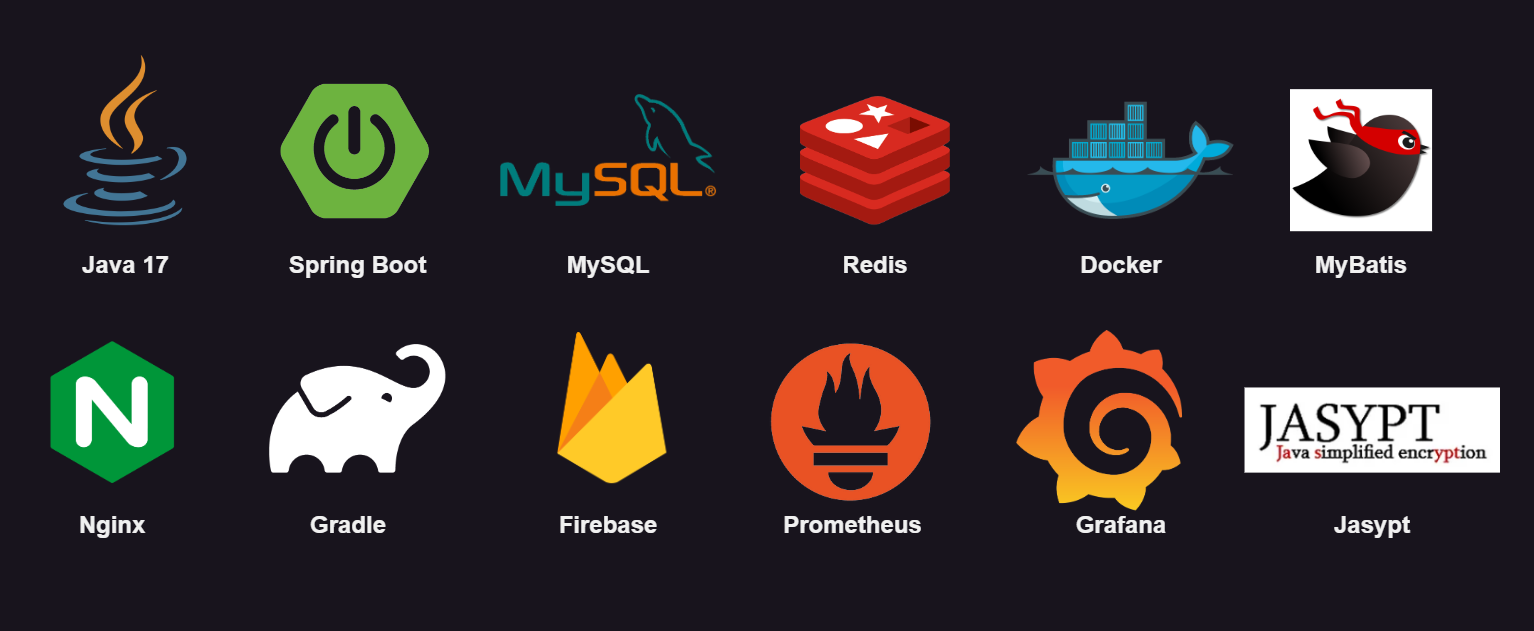 MySQL®
Java 17
Spring Boot
MySQL
Redis
Docker
MyBatis
N
JASYPT
Java simplified encryption
Nginx
Gradle
Firebase
Prometheus
Grafana
Jasypt